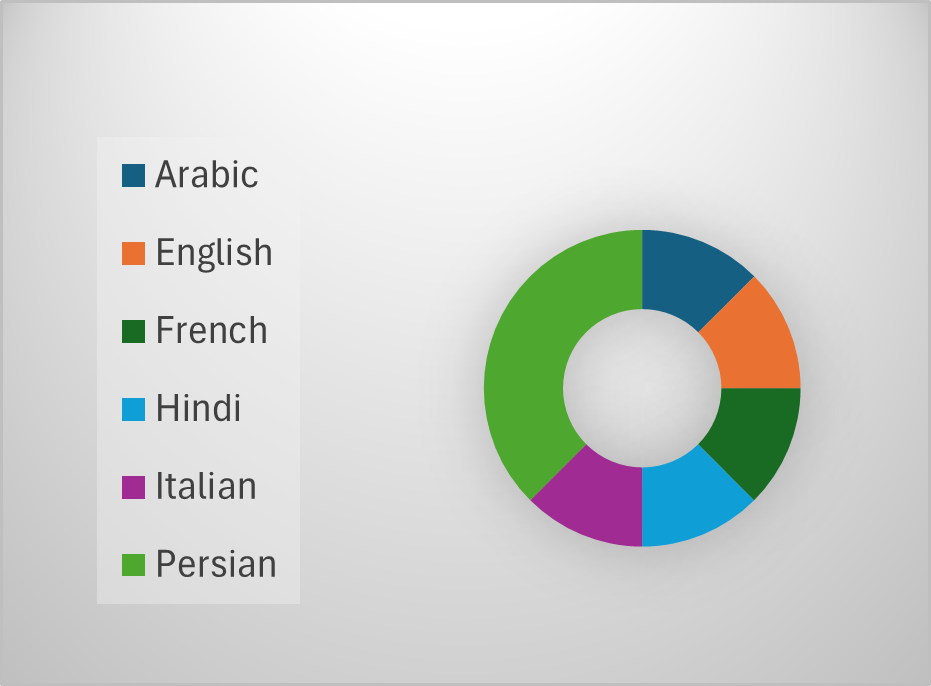 Arabic
English
French
Hindi
Italian
Persian